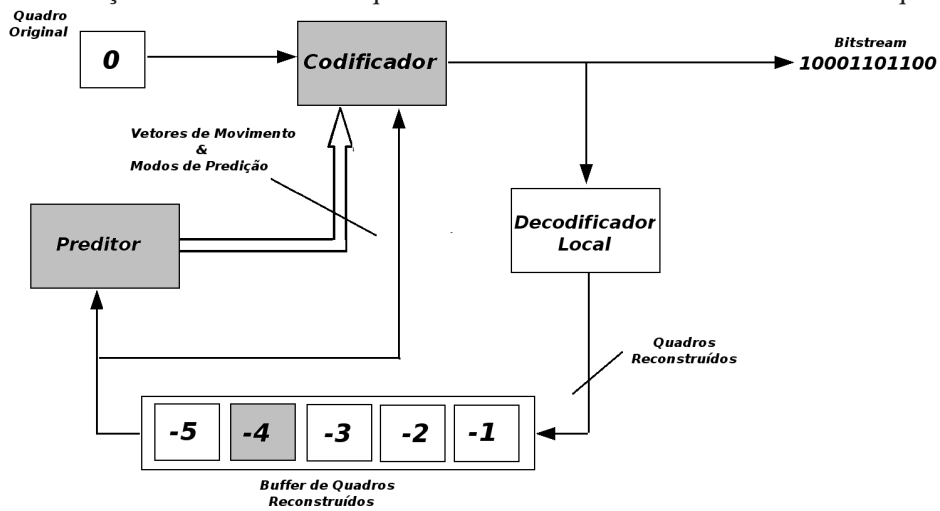 Quadro
Original
0
Codificador
Bitstream
10001101100
Vetores de Movimento
&
Modos de Predição
Preditor
Decodificador
Local
Quadros
Reconstruídos
-5 -4 -3 -2 -1
Buffer de Quadros
Reconstruídos